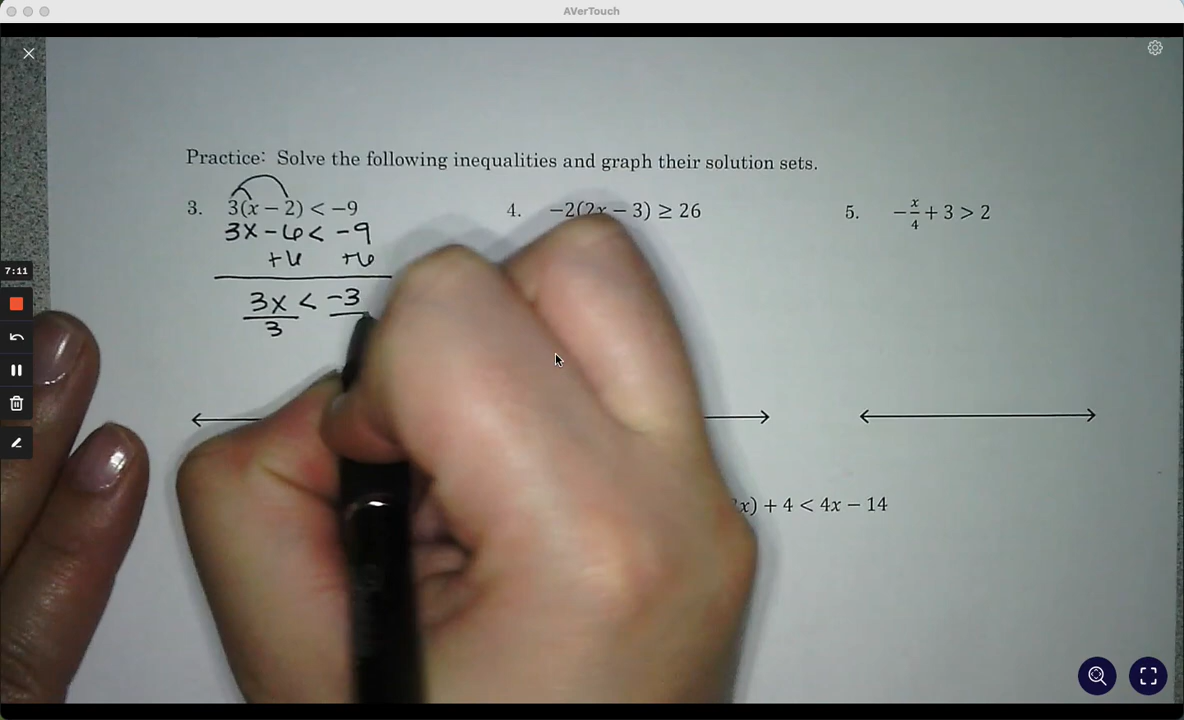 AVerTouch
Practice: Solve the following inequalities and graph their solution sets.
3. 3(x − 2) < −9
3x - 6 < -9
+6 +6
3x < -3
3
4. −2(2x − 3) ≥ 26
5. −x/4 + 3 > 2
x) + 4 < 4x − 14
7:11